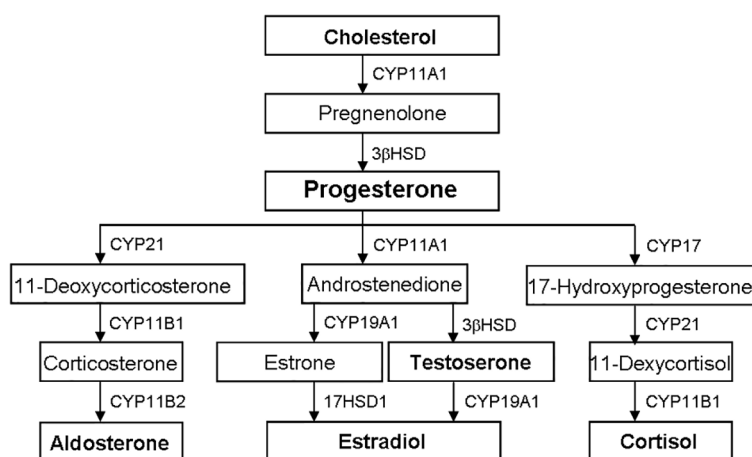 Cholesterol
CYP11A1
Pregnenolone
3βHSD
Progesterone
CYP21
CYP11A1
CYP17
11-Deoxycorticosterone
Androstenedione
17-Hydroxyprogesterone
CYP11B1
CYP19A1
3βHSD
CYP21
Corticosterone
Estrone
Testoserone
11-Dexycortisol
CYP11B2
17HSD1
CYP19A1
CYP11B1
Aldosterone
Estradiol
Cortisol